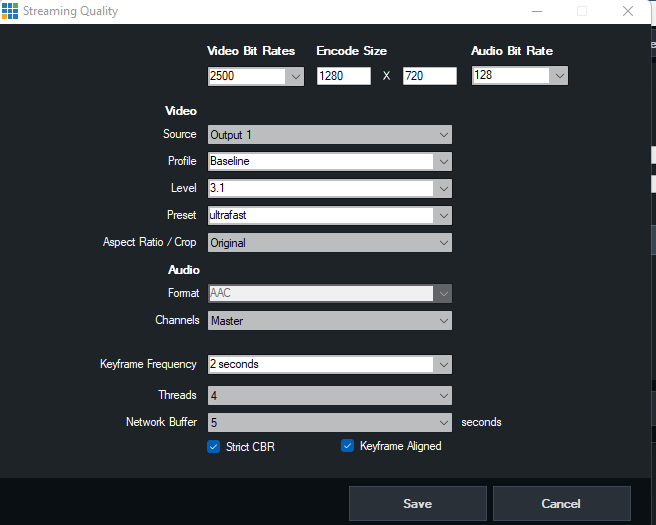 Streaming Quality
Video Bit Rates Encode Size Audio Bit Rate
2500 1280 X 720 128
Video
Source Output 1
Profile Baseline
Level 3.1
Preset ultrafast
Aspect Ratio / Crop Original
Audio
Format AAC
Channels Master
Keyframe Frequency 2 seconds
Threads 4
Network Buffer 5 seconds
Strict CBR Keyframe Aligned
Save Cancel